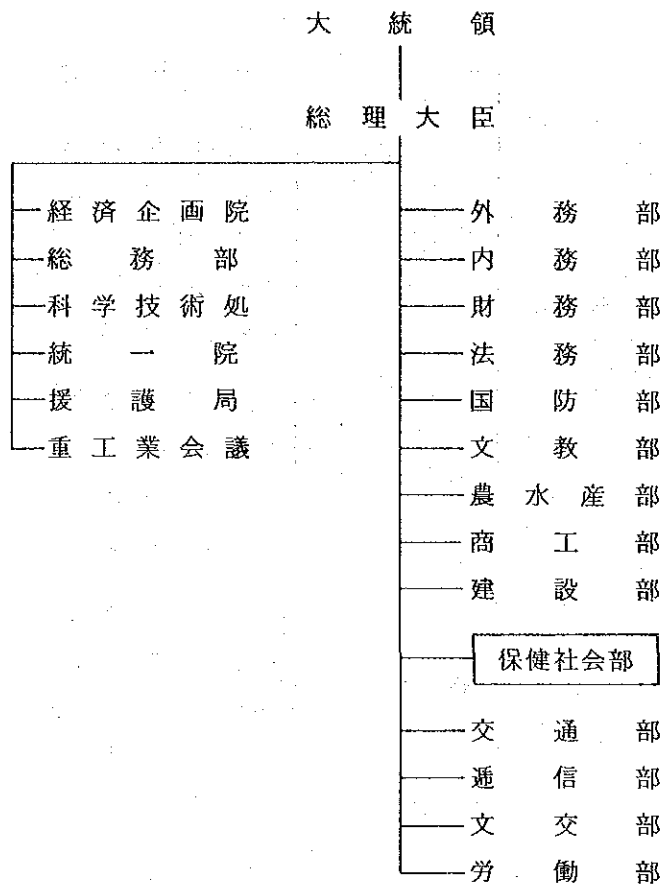 大統領
総理大臣
経済企画院
総務部
科学技術処
統一院
援護局
重工業会議
外務部
内務部
財務部
法務部
国防部
文教部
農水産部
商工部
建設部
保健社会部
交通部
逓信部
文交部
労働部